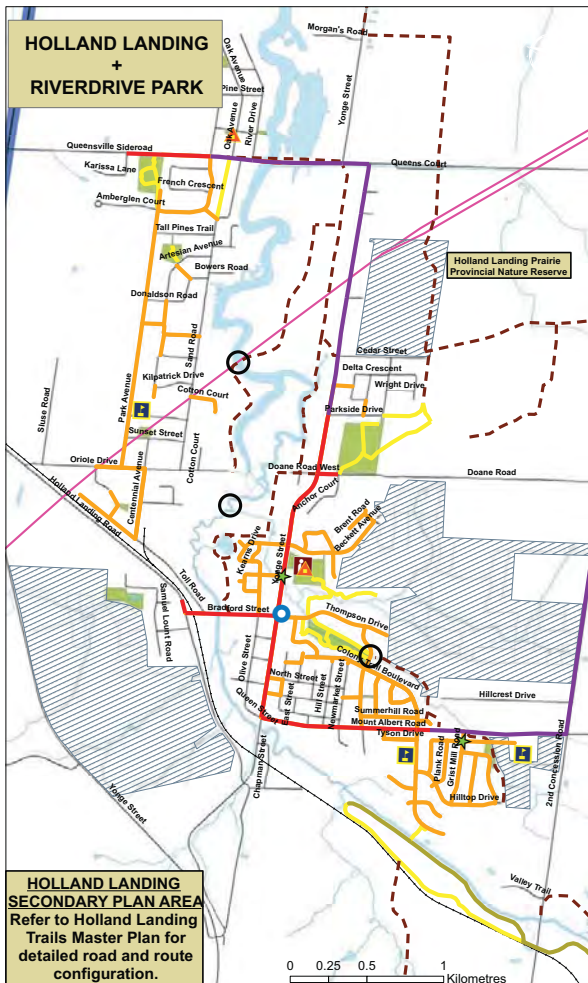 HOLLAND LANDING
+
RIVERDRIVE PARK
Morgan's Road
Oak Avenue
Pine Street
Oak Avenue
River Drive
Yonge Street
Queensville Sideroad
Queens Court
Karissa Lane
French Crescent
Amberglen Court
Tall Pines Trail
Artesian Avenue
Bowers Road
Holland Landing Prairie
Provincial Nature Reserve
Donaldson Road
Sand Road
Cedar Street
Delta Crescent
Kilpatrick Drive
Wright Drive
Cotton Court
Park Avenue
Parkside Drive
Sluse Road
Sunset Street
Cotton Court
Oriole Drive
Doane Road West
Doane Road
Centennial Avenue
Holland Landing Road
Anchor Court
Brent Road
Beckett Avenue
Kearns Drive
Yonge Street
Toll Road
Bradford Street
Thompson Drive
Samuel Lount Road
Colony Trail Boulevard
Olive Street
North Street
Hillcrest Drive
East Street
Hill Street
Newmarket Street
Summerhill Road
Queen Street
Mount Albert Road
Tyson Drive
Plank Road
Grist Mill Road
2nd Concession Road
Chapman Street
Hilltop Drive
Yonge Street
Valley Trail
HOLLAND LANDING
SECONDARY PLAN AREA
Refer to Holland Landing
Trails Master Plan for
detailed road and route
configuration.
0 0.25 0.5 1
Kilometres